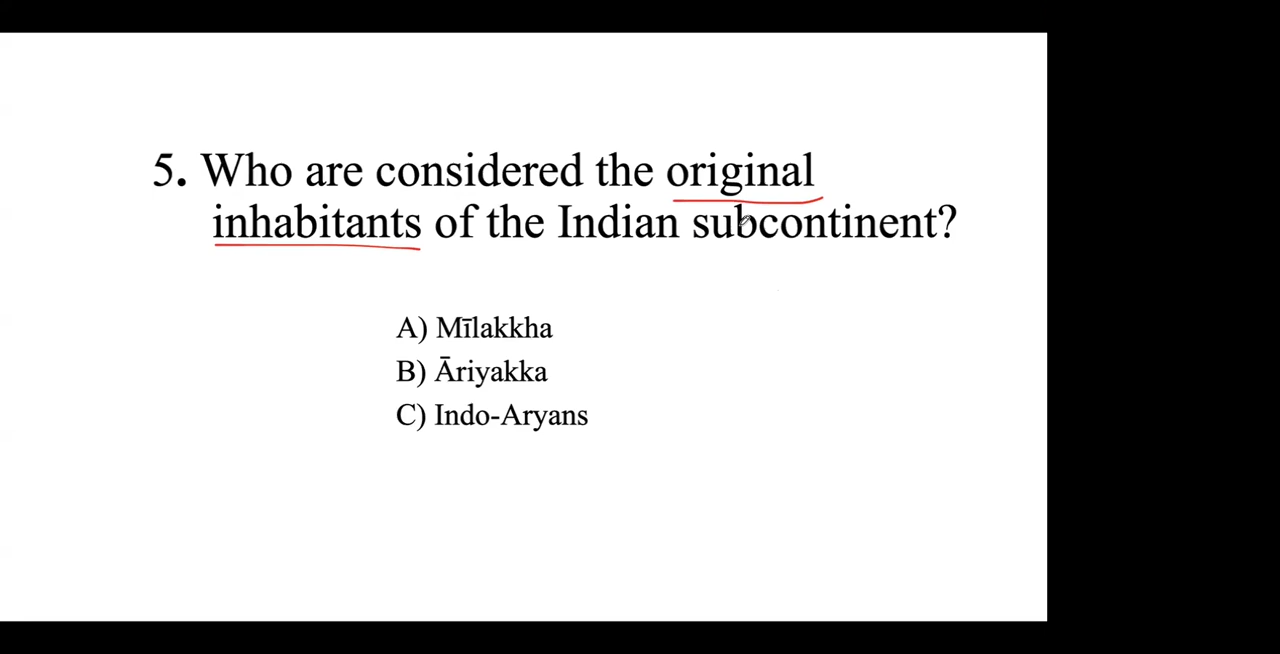 5. Who are considered the original
inhabitants of the Indian subcontinent?
A) Mīlakkha
B) Āriyakka
C) Indo-Aryans